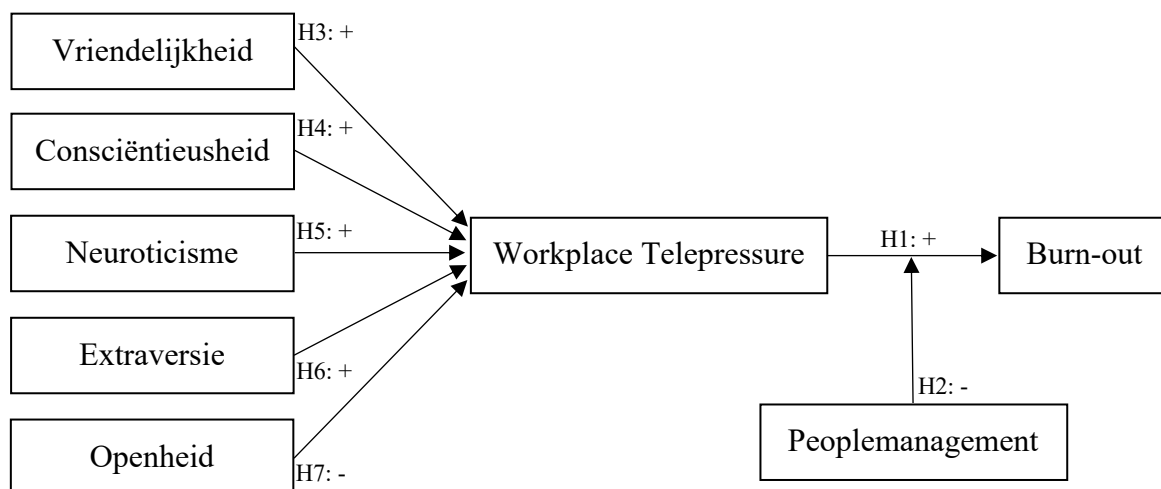 Vriendelijkheid
H3: +
Consciëntieusheid
H4: +
Neuroticisme
H5: +
Workplace Telepressure
H1: +
Burn-out
Extraversie
H6: +
H2: -
Peoplemanagement
Openheid
H7: -